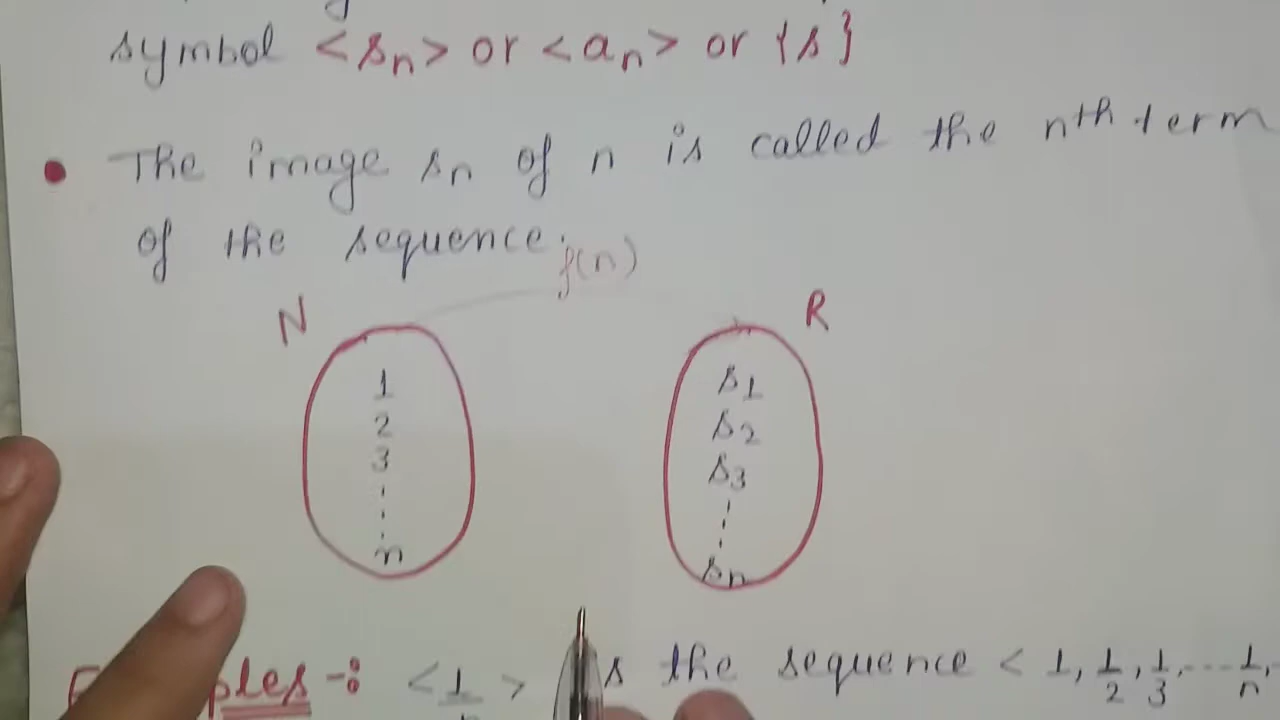 symbol <sn> or <an> or {s}
• The image sn of n is called the nth term
of the sequence.
f(n)
N R
1 s1
2 s2
3 s3
n sn
ples -: <1/ > is the sequence < 1, 1/2, 1/3, --- 1/n,